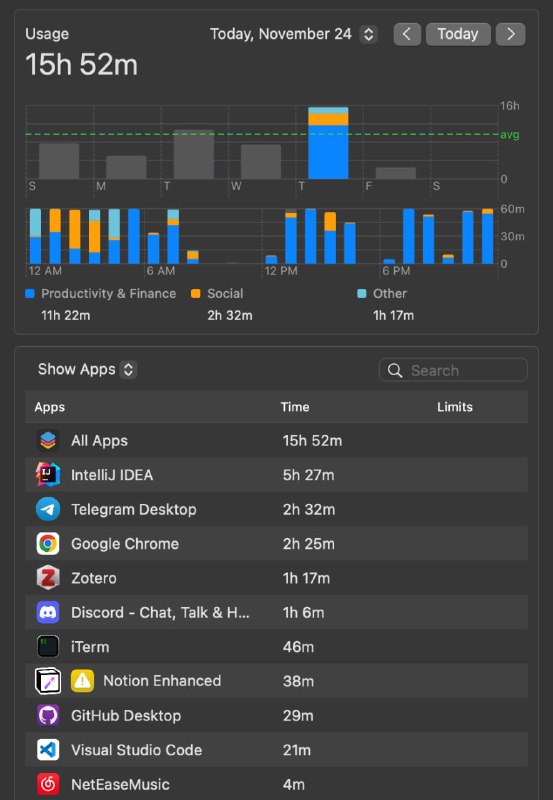 Usage
Today, November 24
Today
15h 52m
16h
avg
0
S M T W T F S
60m
30m
0
12 AM 6 AM 12 PM 6 PM
Productivity & Finance Social Other
11h 22m 2h 32m 1h 17m
Show Apps
Search
Apps Time Limits
All Apps 15h 52m
IntelliJ IDEA 5h 27m
Telegram Desktop 2h 32m
Google Chrome 2h 25m
Zotero 1h 17m
Discord - Chat, Talk & H... 1h 6m
iTerm 46m
Notion Enhanced 38m
GitHub Desktop 29m
Visual Studio Code 21m
NetEaseMusic 4m